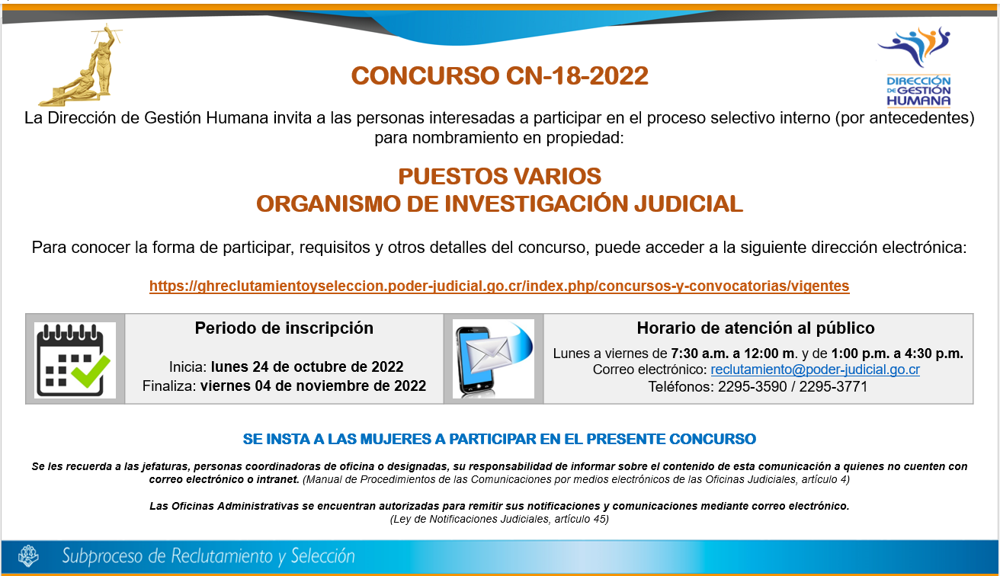 CONCURSO CN-18-2022
DIRECCIÓN
DE GESTIÓN
HUMANA
La Dirección de Gestión Humana invita a las personas interesadas a participar en el proceso selectivo interno (por antecedentes)
para nombramiento en propiedad:
PUESTOS VARIOS
ORGANISMO DE INVESTIGACIÓN JUDICIAL
Para conocer la forma de participar, requisitos y otros detalles del concurso, puede acceder a la siguiente dirección electrónica:
https://ghreclutamientoyseleccion.poder-judicial.go.cr/index.php/concursos-y-convocatorias/vigentes
Periodo de inscripción
Inicia: lunes 24 de octubre de 2022
Finaliza: viernes 04 de noviembre de 2022
Horario de atención al público
Lunes a viernes de 7:30 a.m. a 12:00 m. y de 1:00 p.m. a 4:30 p.m.
Correo electrónico: reclutamiento@poder-judicial.go.cr
Teléfonos: 2295-3590 / 2295-3771
SE INSTA A LAS MUJERES A PARTICIPAR EN EL PRESENTE CONCURSO
Se les recuerda a las jefaturas, personas coordinadoras de oficina o designadas, su responsabilidad de informar sobre el contenido de esta comunicación a quienes no cuenten con
correo electrónico o intranet. (Manual de Procedimientos de las Comunicaciones por medios electrónicos de las Oficinas Judiciales, artículo 4)
Las Oficinas Administrativas se encuentran autorizadas para remitir sus notificaciones y comunicaciones mediante correo electrónico.
(Ley de Notificaciones Judiciales, artículo 45)
Subproceso de Reclutamiento y Selección